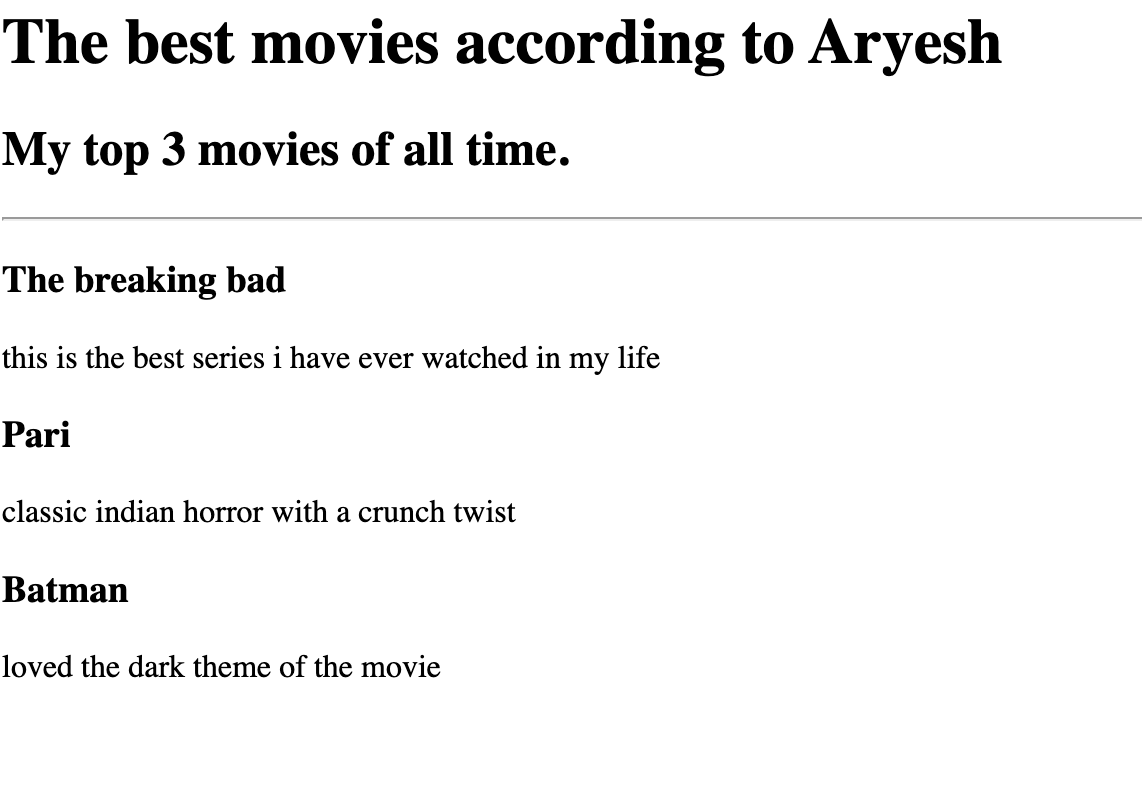 The best movies according to Aryesh
My top 3 movies of all time.
The breaking bad
this is the best series i have ever watched in my life
Pari
classic indian horror with a crunch twist
Batman
loved the dark theme of the movie